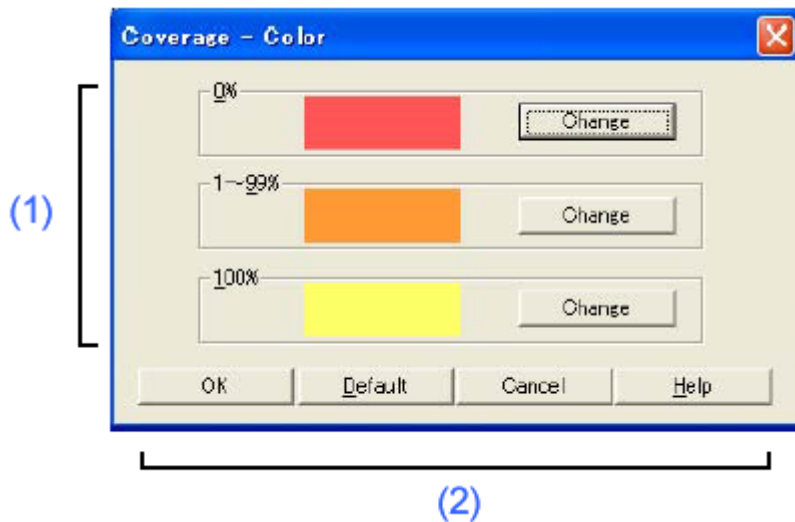 Coverage - Color
0%
Change
(1)
1~99%
Change
100%
Change
OK Default Cancel Help
(2)